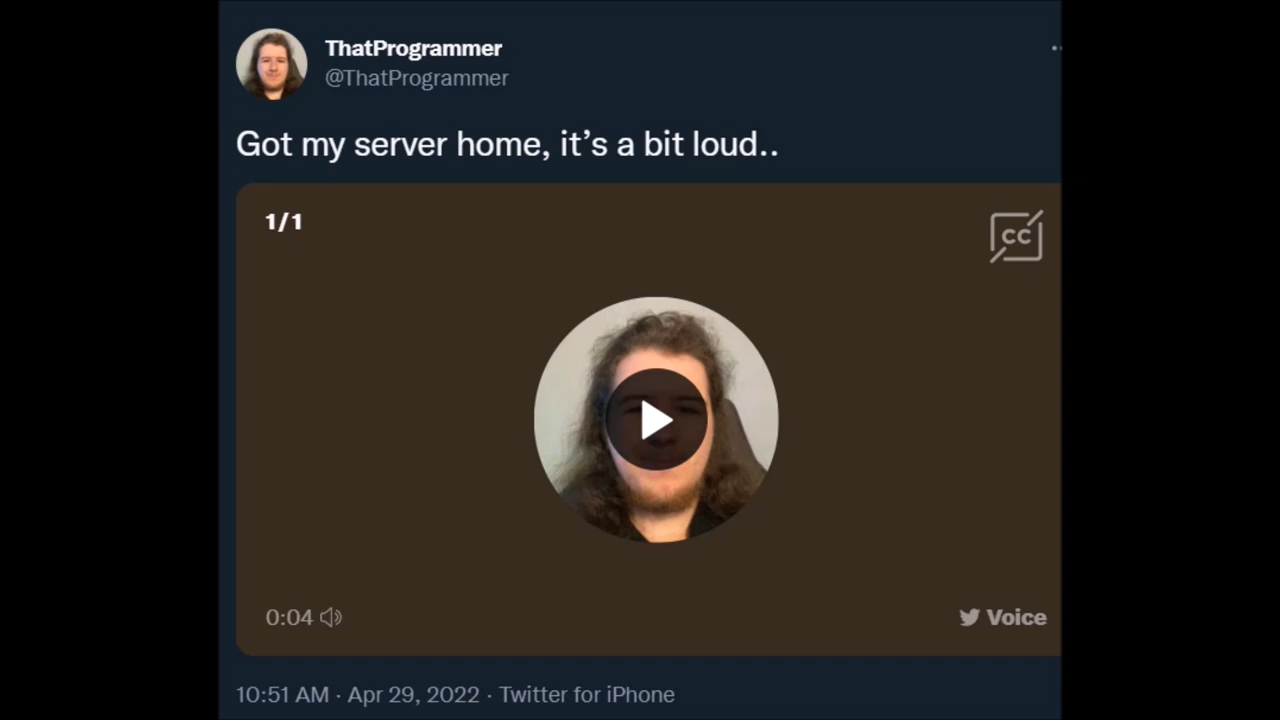 ThatProgrammer
@ThatProgrammer
Got my server home, it’s a bit loud..
1/1
CC
0:04
Voice
10:51 AM · Apr 29, 2022 · Twitter for iPhone